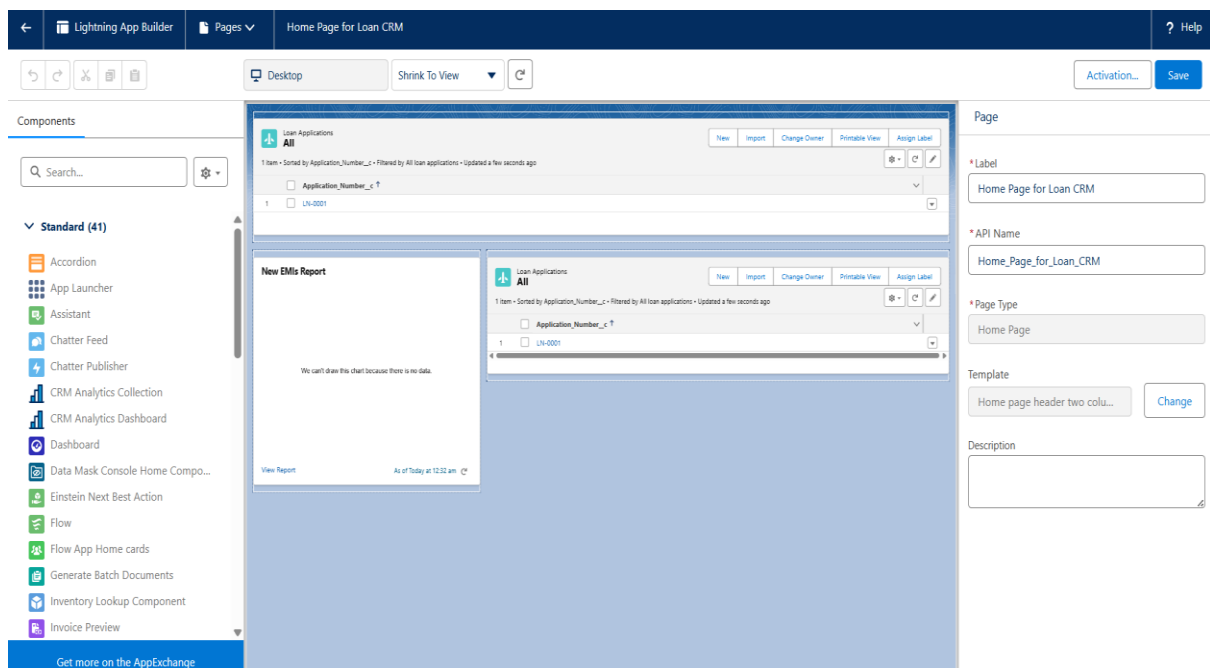 Lightning App Builder
Pages
Home Page for Loan CRM
? Help
Desktop
Shrink To View
Activation...
Save
Components
Search...
Standard (41)
Accordion
App Launcher
Assistant
Chatter Feed
Chatter Publisher
CRM Analytics Collection
CRM Analytics Dashboard
Dashboard
Data Mask Console Home Compo...
Einstein Next Best Action
Flow
Flow App Home cards
Generate Batch Documents
Inventory Lookup Component
Invoice Preview
Get more on the AppExchange
Loan Applications
All
New
Import
Change Owner
Printable View
Assign Label
1 item • Sorted by Application_Number__c • Filtered by All loan applications • Updated a few seconds ago
Application_Number__c ↑
1
LN-0001
New EMIs Report
We can't draw this chart because there is no data.
View Report
As of Today at 12:32 am
Loan Applications
All
New
Import
Change Owner
Printable View
Assign Label
1 item • Sorted by Application_Number__c • Filtered by All loan applications • Updated a few seconds ago
Application_Number__c ↑
1
LN-0001
Page
*Label
Home Page for Loan CRM
*API Name
Home_Page_for_Loan_CRM
*Page Type
Home Page
Template
Home page header two colu...
Change
Description